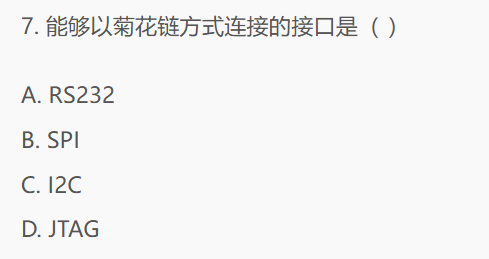 7. 能够以菊花链方式连接的接口是（ ）
A. RS232
B. SPI
C. I2C
D. JTAG